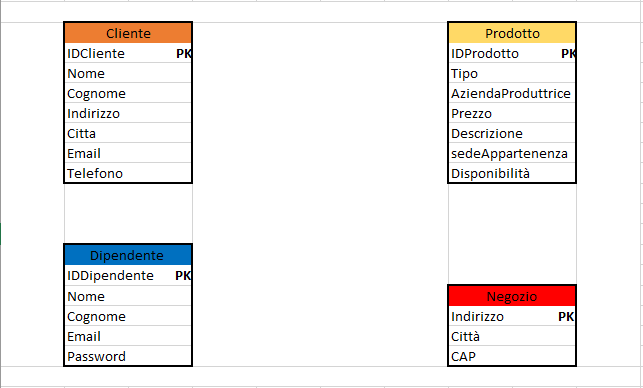 Cliente
IDCliente PK
Nome
Cognome
Indirizzo
Citta
Email
Telefono
Prodotto
IDProdotto PK
Tipo
AziendaProduttrice
Prezzo
Descrizione
sedeAppartenenza
Disponibilità
Dipendente
IDDipendente PK
Nome
Cognome
Email
Password
Negozio
Indirizzo PK
Città
CAP